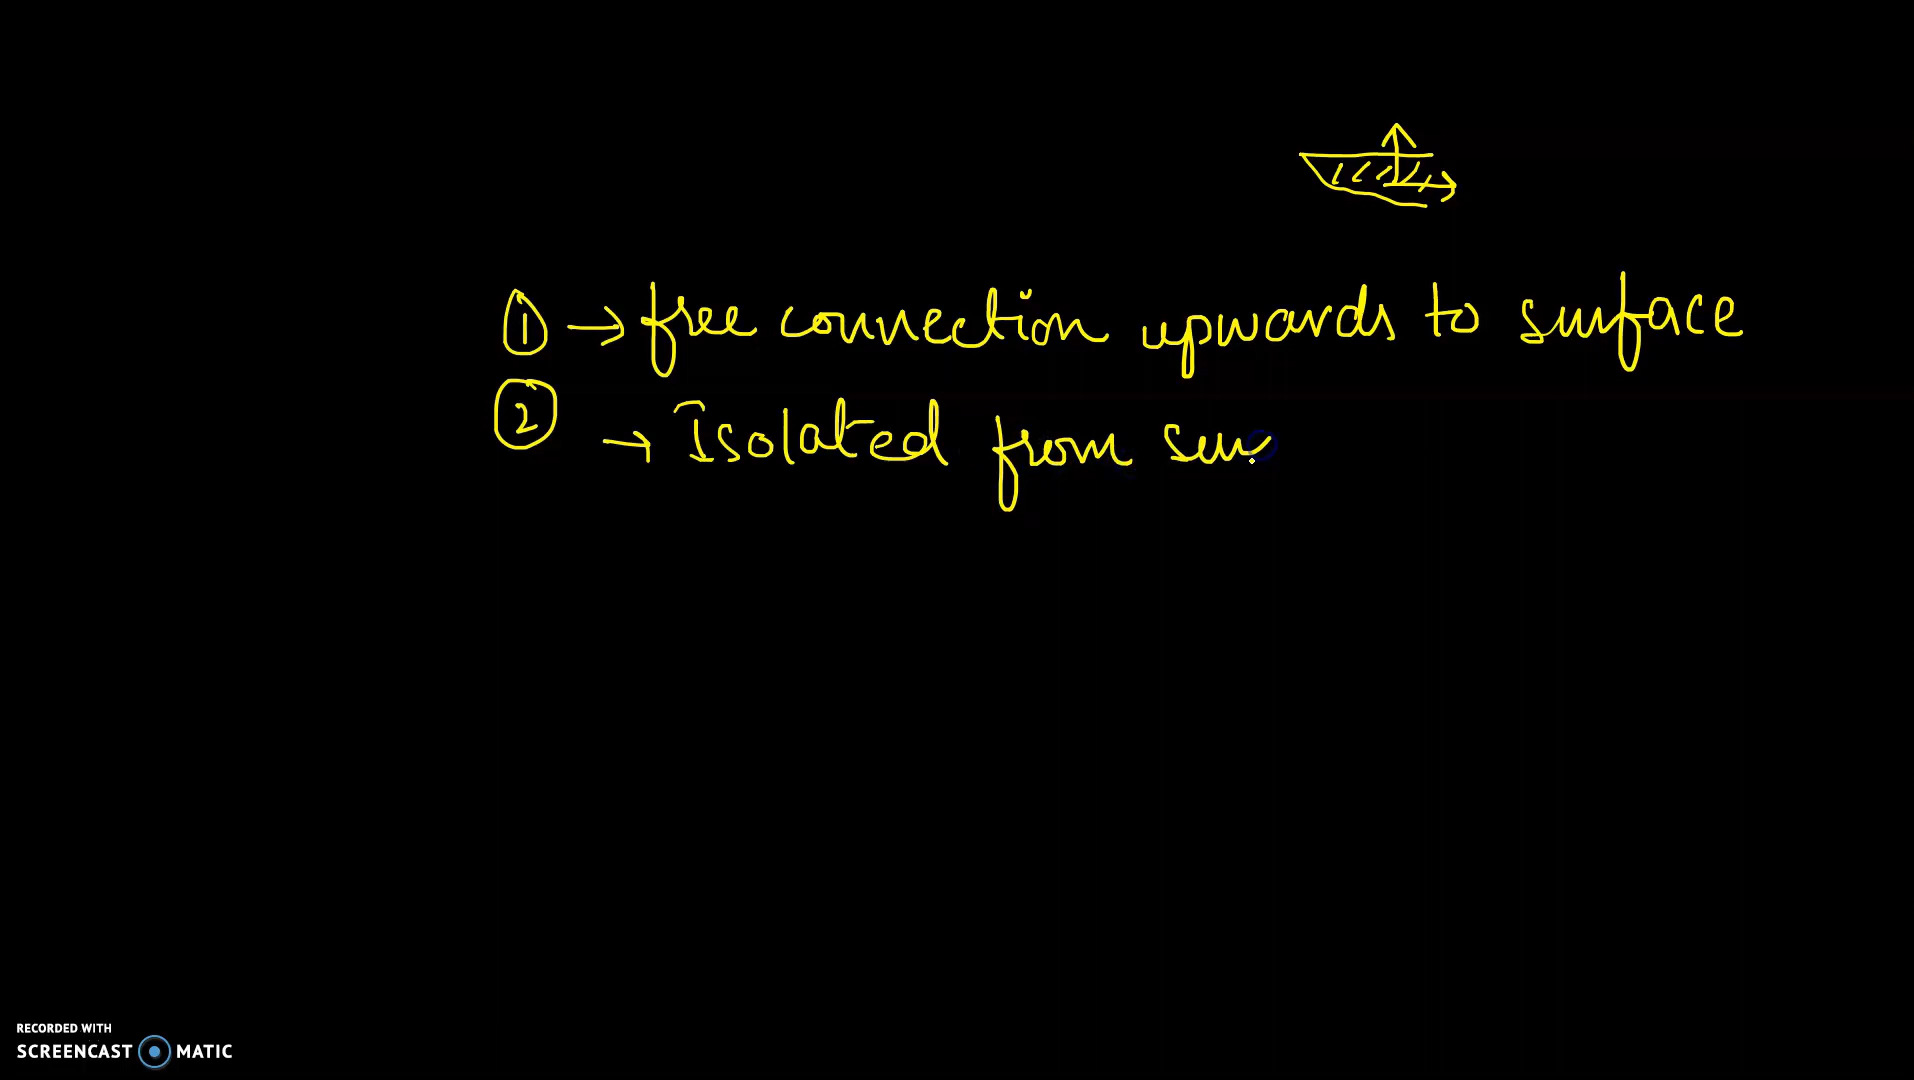 ① → free connection upwards to surface
② → Isolated from sur
RECORDED WITH
SCREENCAST MATIC